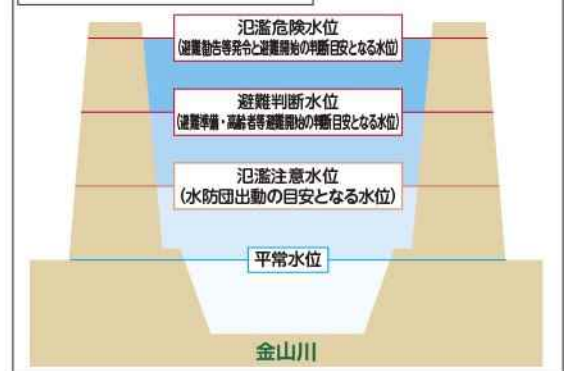 氾濫危険水位
(避難勧告等発令と避難開始の判断目安となる水位)
避難判断水位
(避難準備・高齢者等避難開始の判断目安となる水位)
氾濫注意水位
(水防団出動の目安となる水位)
平常水位
金山川